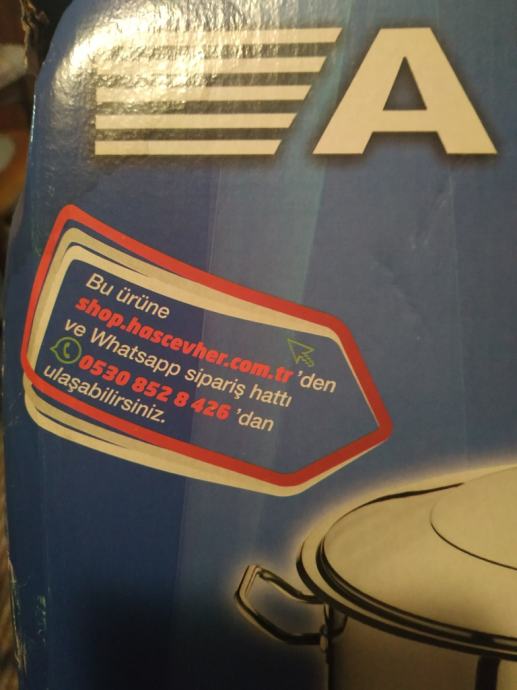 A
Bu ürüne
shop.hascevher.com.tr 'den
ve Whatsapp sipariş hattı
0530 852 8 426 'dan
ulaşabilirsiniz.